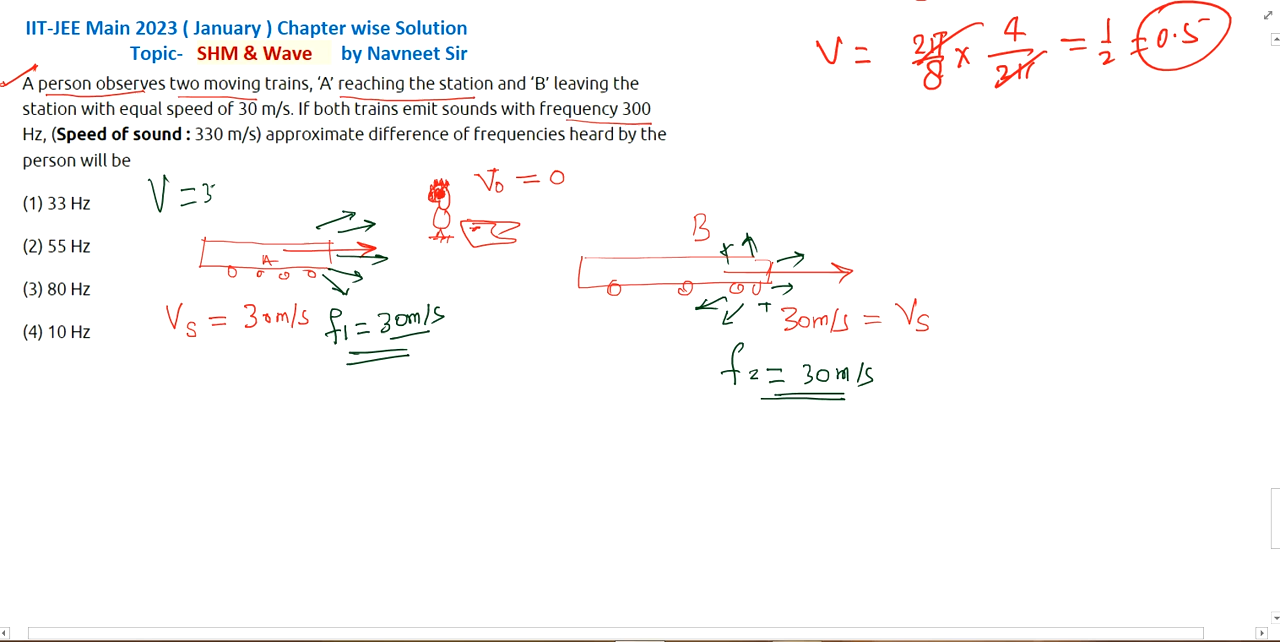 IIT-JEE Main 2023 ( January ) Chapter wise Solution
Topic- SHM & Wave by Navneet Sir
A person observes two moving trains, ‘A’ reaching the station and ‘B’ leaving the
station with equal speed of 30 m/s. If both trains emit sounds with frequency 300
Hz, (Speed of sound : 330 m/s) approximate difference of frequencies heard by the
person will be
(1) 33 Hz
(2) 55 Hz
(3) 80 Hz
(4) 10 Hz
V = 2π/8 × 4/2π = 1/2 = 0.5
V = 3
V₀ = 0
A
B
Vs = 30m/s
f₁ = 30m/s
30m/s = Vs
f₂ = 30m/s